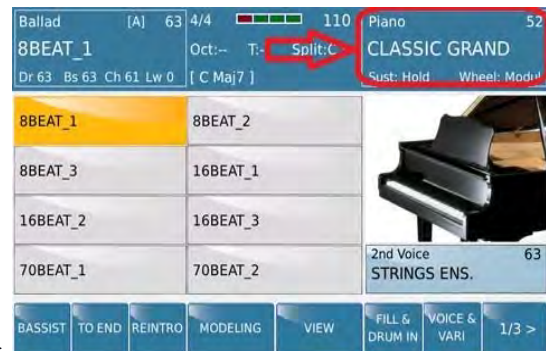 Ballad [A] 63
8BEAT_1
Dr 63 Bs 63 Ch 61 Lw 0
4/4 110
Oct:-- T:- Split:C
[ C Maj7 ]
Piano 52
CLASSIC GRAND
Sust: Hold Wheel: Modul
8BEAT_1 8BEAT_2
8BEAT_3 16BEAT_1
16BEAT_2 16BEAT_3
70BEAT_1 70BEAT_2
2nd Voice 63
STRINGS ENS.
BASSIST TO END REINTRO MODELING VIEW FILL & DRUM IN VOICE & VARI 1/3 >